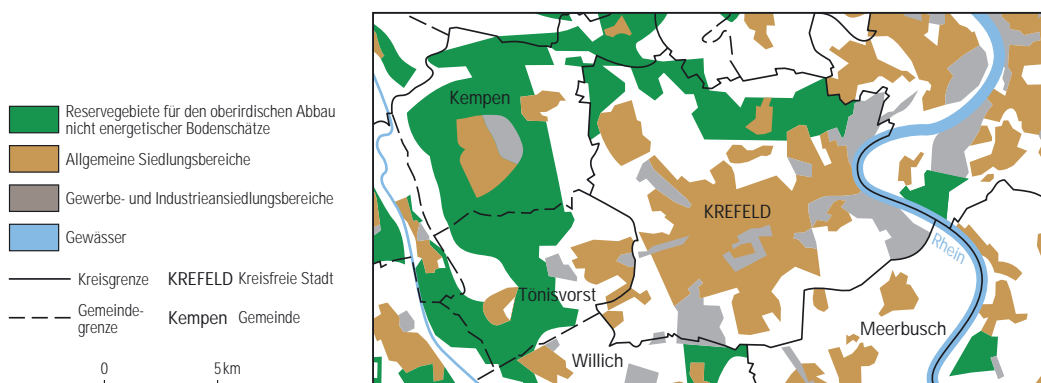 Reservegebiete für den oberirdischen Abbau
nicht energetischer Bodenschätze
Allgemeine Siedlungsbereiche
Gewerbe- und Industrieansiedlungsbereiche
Gewässer
Kreisgrenze KREFELD Kreisfreie Stadt
Gemeinde-
grenze Kempen Gemeinde
0 5 km
Kempen
KREFELD
Rhein
Tönisvorst
Meerbusch
Willich